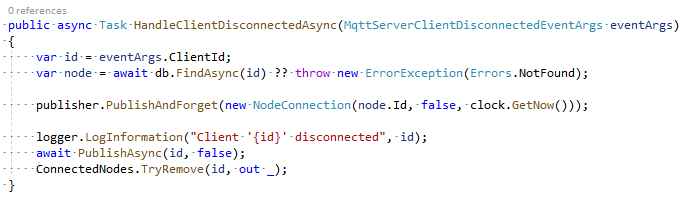 0 references
public async Task HandleClientDisconnectedAsync(MqttServerClientDisconnectedEventArgs eventArgs)
{
    var id = eventArgs.ClientId;
    var node = await db.FindAsync(id) ?? throw new ErrorException(Errors.NotFound);
    publisher.PublishAndForget(new NodeConnection(node.Id, false, clock.GetNow()));
    logger.LogInformation("Client '{id}' disconnected", id);
    await PublishAsync(id, false);
    ConnectedNodes.TryRemove(id, out _);
}